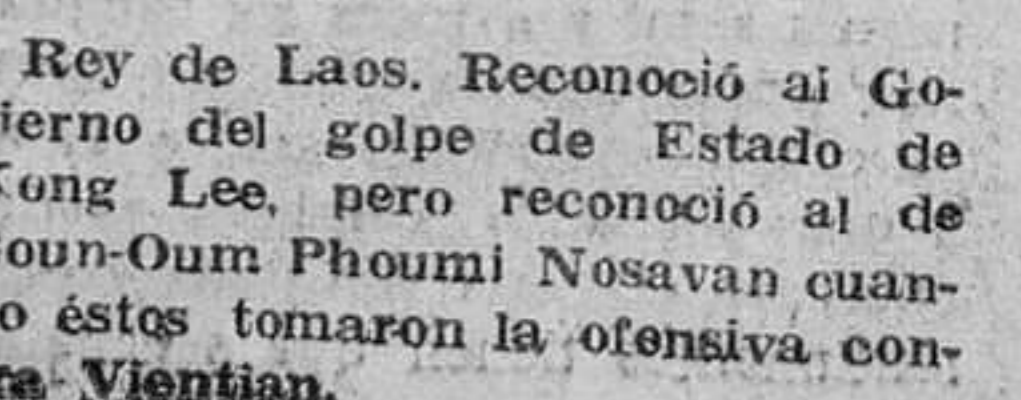 Rey de Laos. Reconoció al Go-
ierno del golpe de Estado de
Kong Lee, pero reconoció al de
oun-Oum Phoumi Nosavan cuan-
o éstos tomaron la ofensiva con-
ra Vientian.